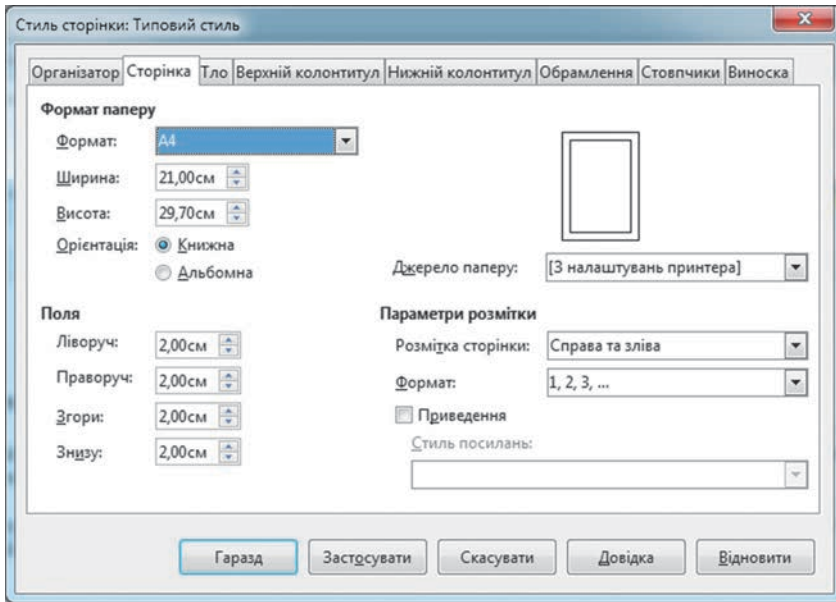 Стиль сторінки: Типовий стиль
Організатор Сторінка Тло Верхній колонтитул Нижній колонтитул Обрамлення Стовпчики Виноска
Формат паперу
Формат: A4
Ширина: 21,00см
Висота: 29,70см
Орієнтація: Книжна
Альбомна
Джерело паперу: [З налаштувань принтера]
Поля
Ліворуч: 2,00см
Праворуч: 2,00см
Згори: 2,00см
Знизу: 2,00см
Параметри розмітки
Розмітка сторінки: Справа та зліва
Формат: 1, 2, 3, ...
Приведення
Стиль посилань:
Гаразд Застосувати Скасувати Довідка Відновити